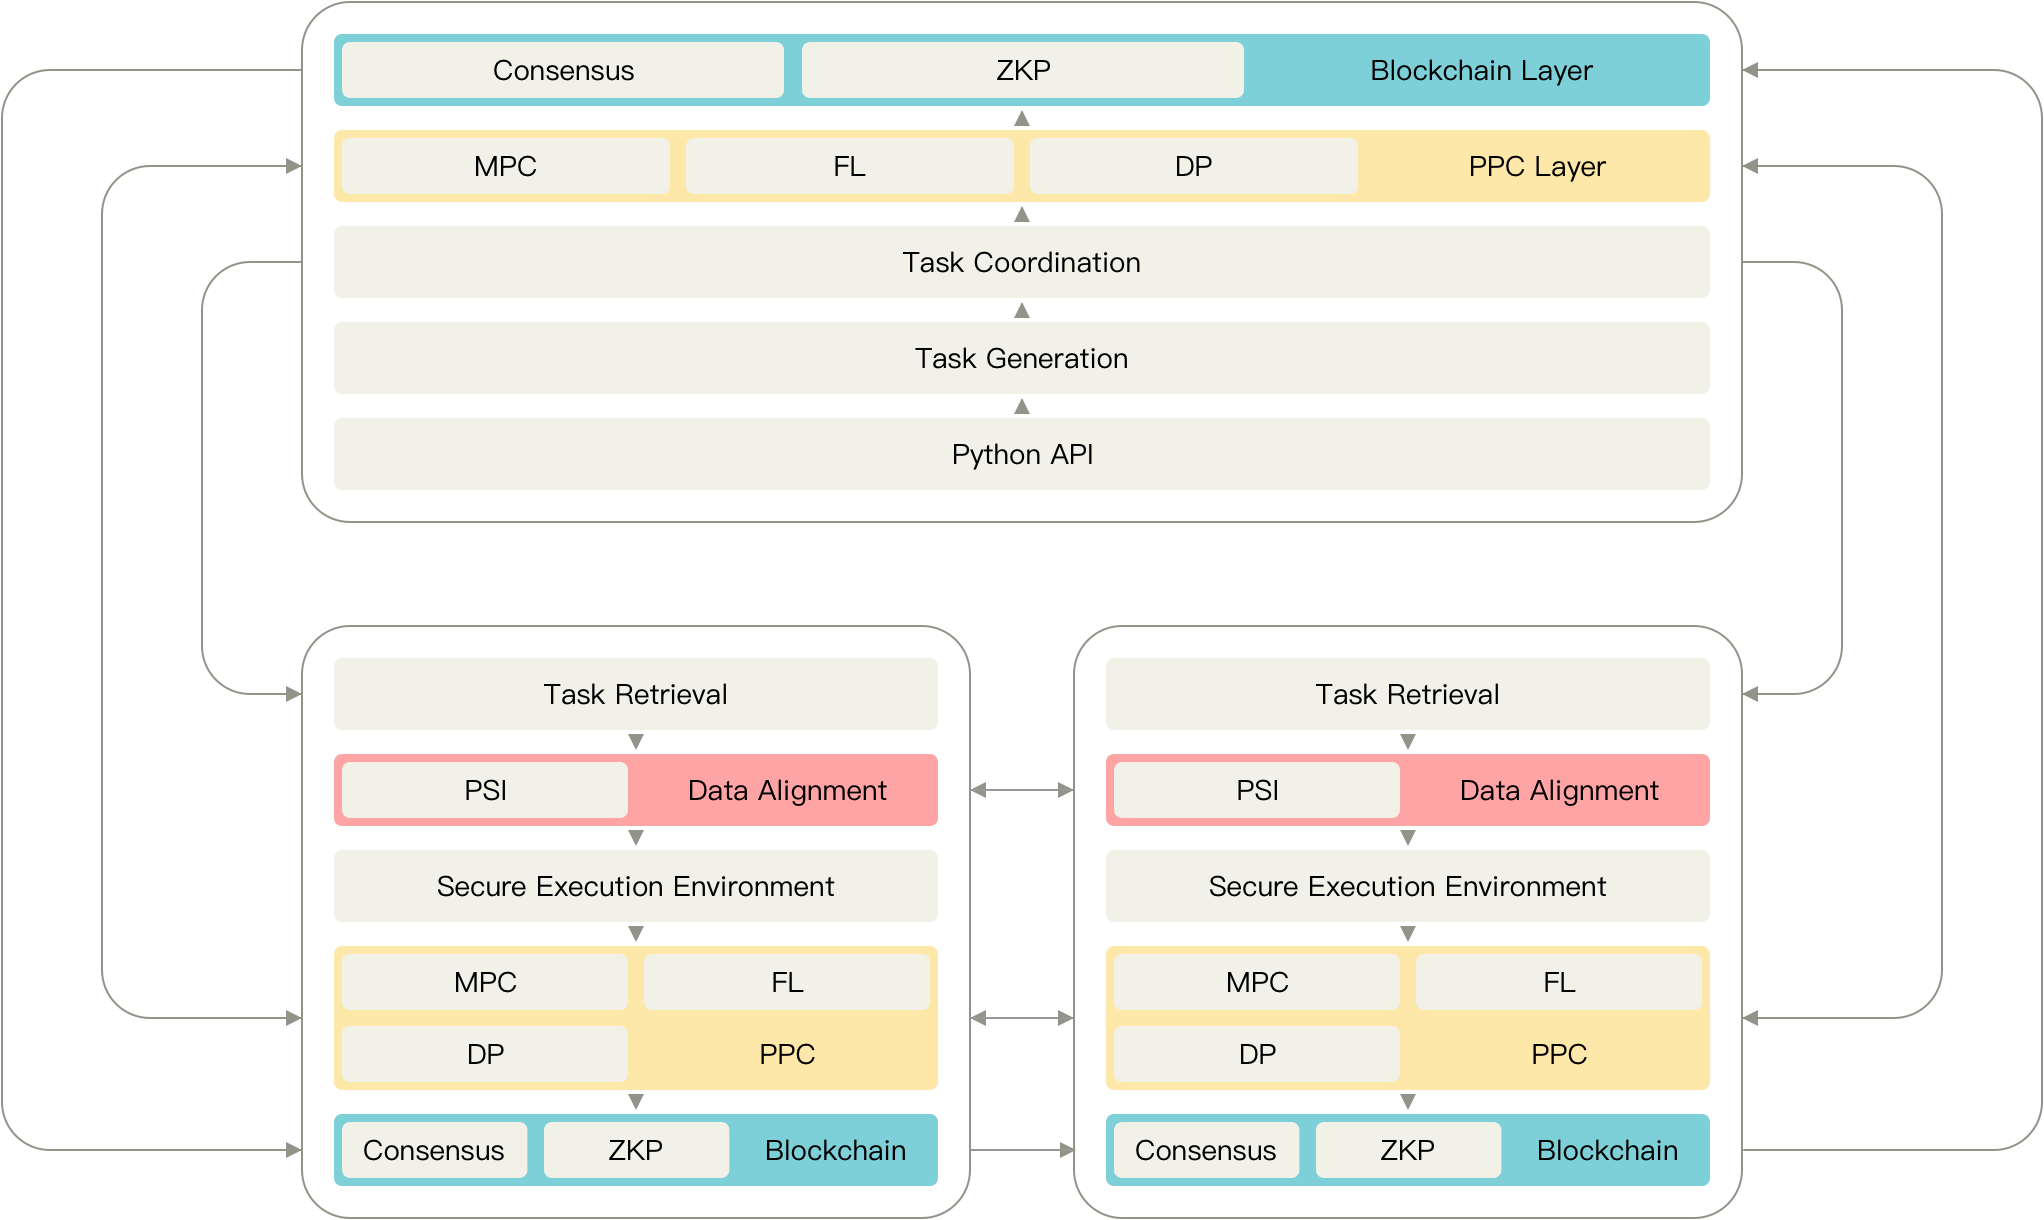 Consensus ZKP Blockchain Layer
MPC FL DP PPC Layer
Task Coordination
Task Generation
Python API
Task Retrieval
PSI Data Alignment
Secure Execution Environment
MPC FL
DP PPC
Consensus ZKP Blockchain
Task Retrieval
PSI Data Alignment
Secure Execution Environment
MPC FL
DP PPC
Consensus ZKP Blockchain